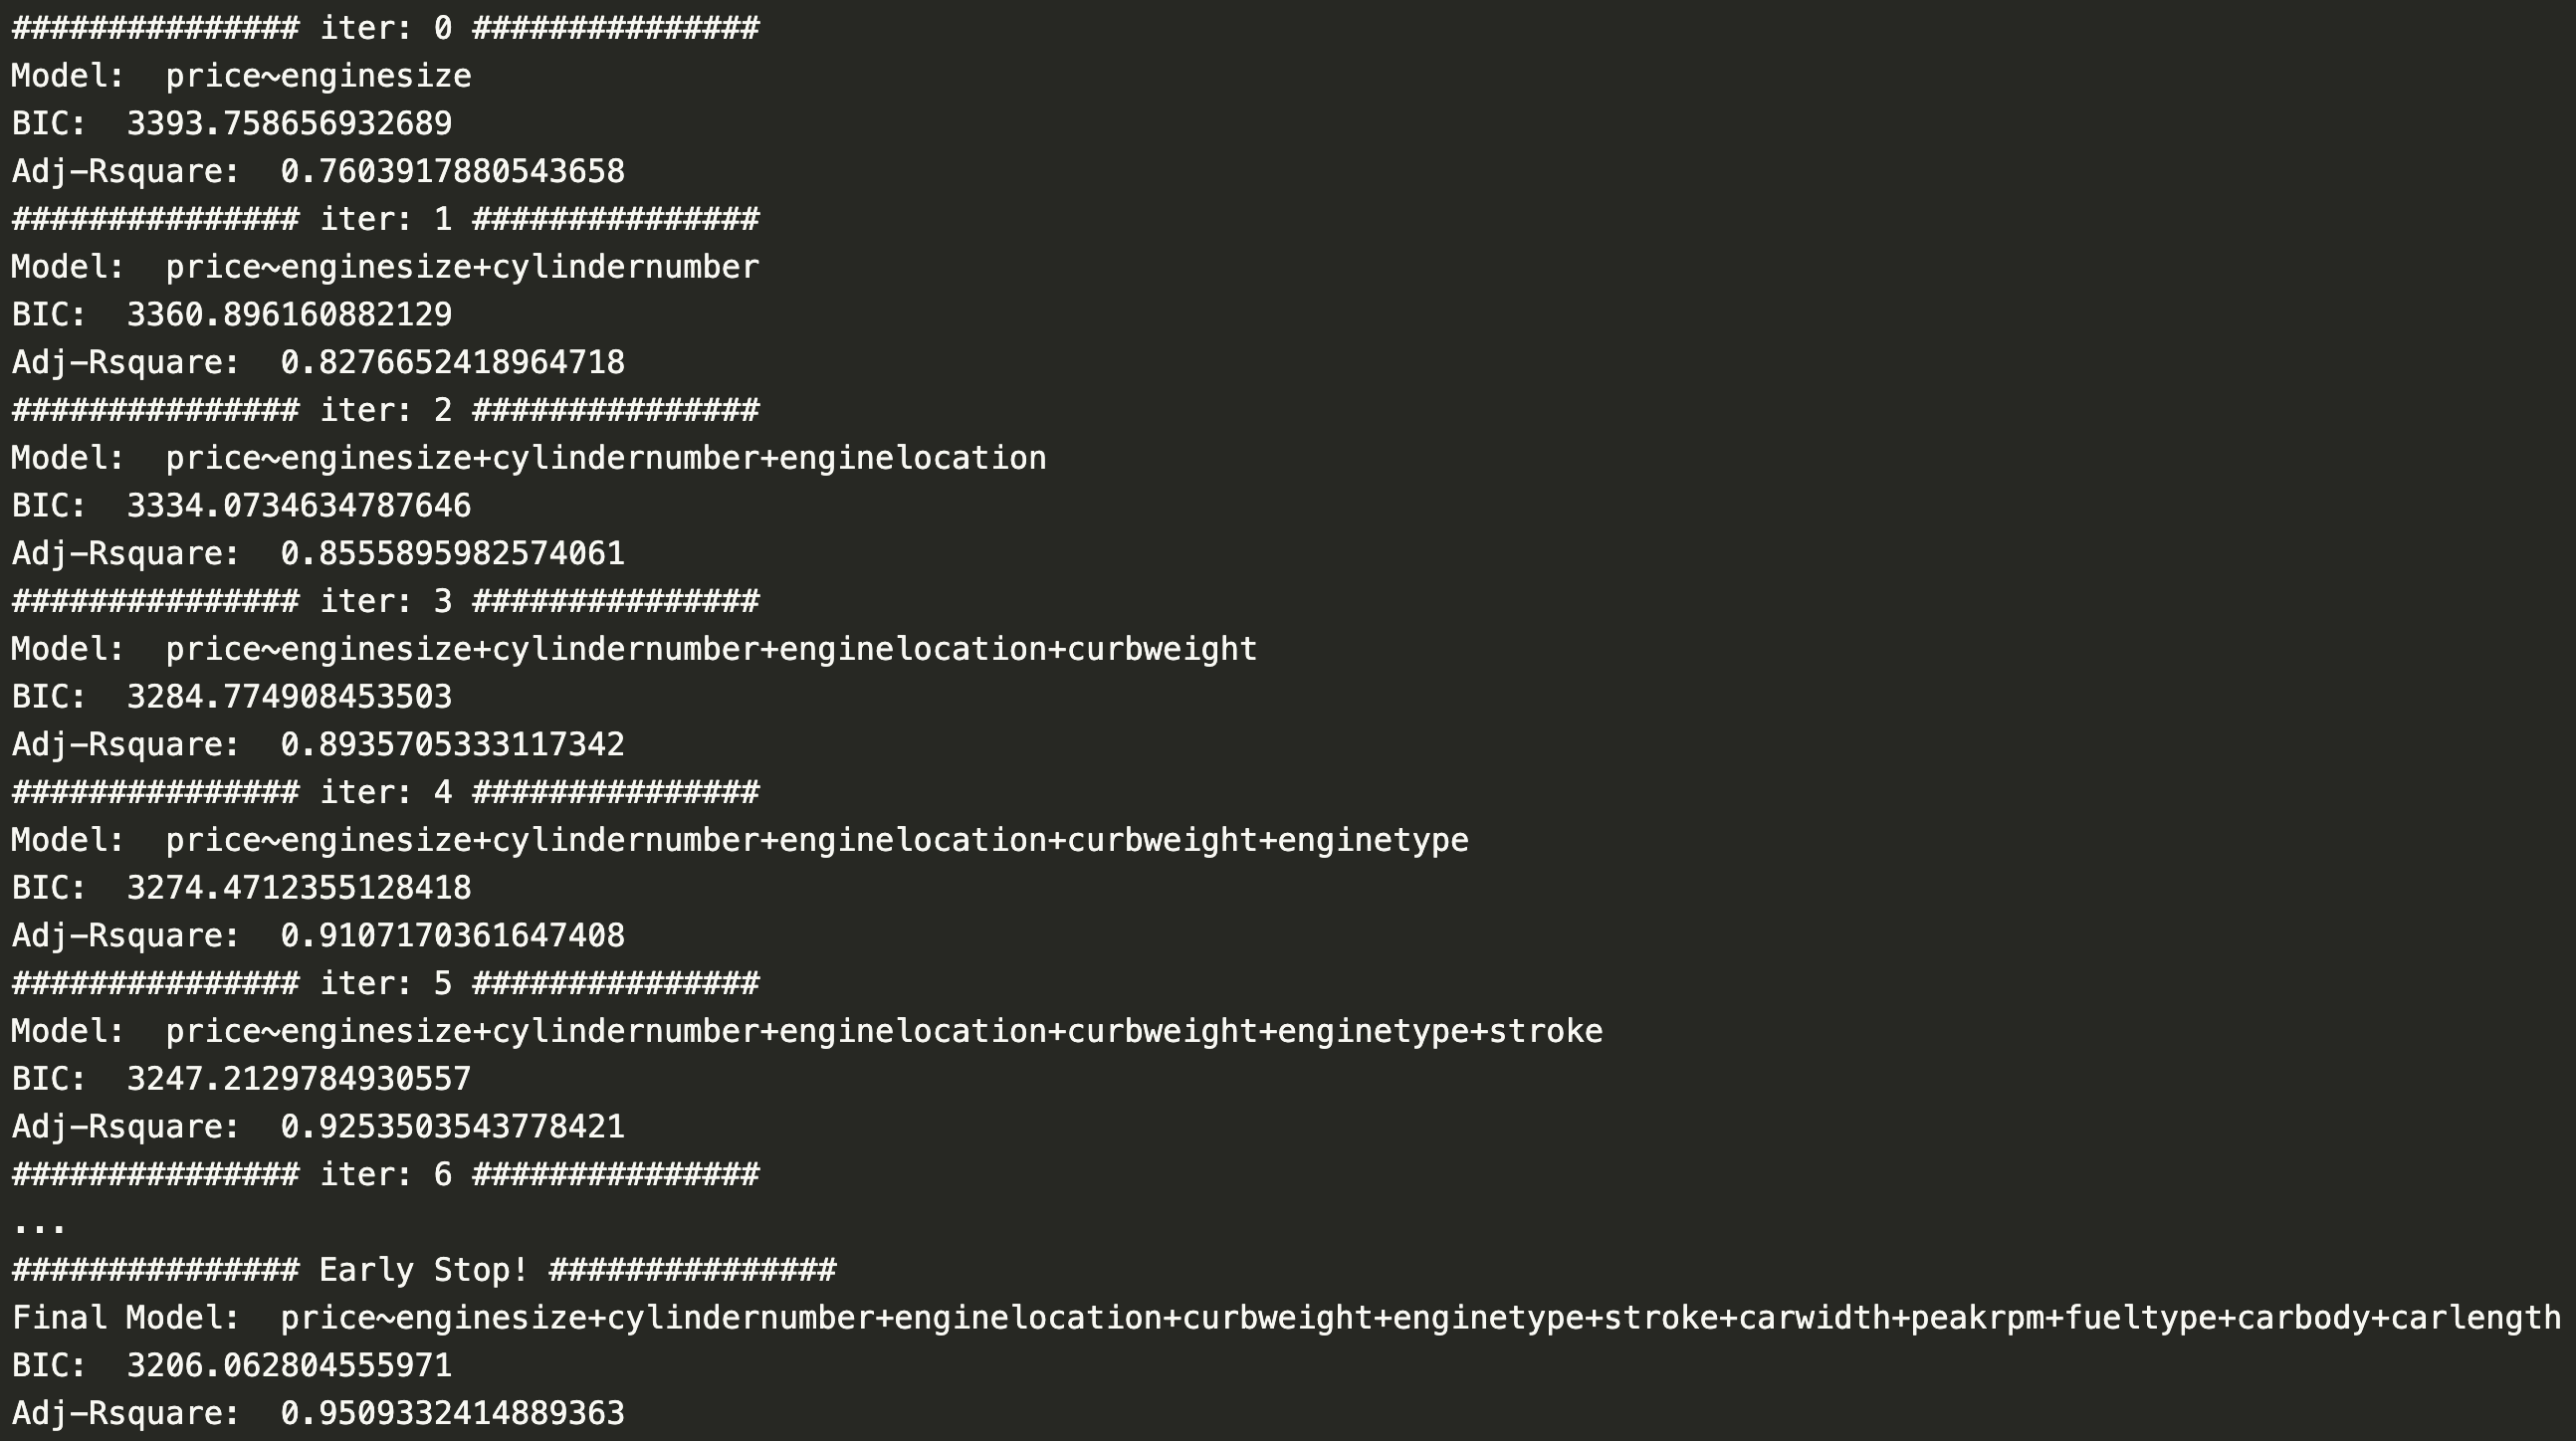 ############### iter: 0 ###############
Model:  price~enginesize
BIC:  3393.758656932689
Adj-Rsquare:  0.7603917880543658
############### iter: 1 ###############
Model:  price~enginesize+cylindernumber
BIC:  3360.896160882129
Adj-Rsquare:  0.8276652418964718
############### iter: 2 ###############
Model:  price~enginesize+cylindernumber+enginelocation
BIC:  3334.0734634787646
Adj-Rsquare:  0.8555895982574061
############### iter: 3 ###############
Model:  price~enginesize+cylindernumber+enginelocation+curbweight
BIC:  3284.774908453503
Adj-Rsquare:  0.8935705333117342
############### iter: 4 ###############
Model:  price~enginesize+cylindernumber+enginelocation+curbweight+enginetype
BIC:  3274.4712355128418
Adj-Rsquare:  0.9107170361647408
############### iter: 5 ###############
Model:  price~enginesize+cylindernumber+enginelocation+curbweight+enginetype+stroke
BIC:  3247.2129784930557
Adj-Rsquare:  0.9253503543778421
############### iter: 6 ###############
...
############### Early Stop! ###############
Final Model:  price~enginesize+cylindernumber+enginelocation+curbweight+enginetype+stroke+carwidth+peakrpm+fueltype+carbody+carlength
BIC:  3206.062804555971
Adj-Rsquare:  0.9509332414889363